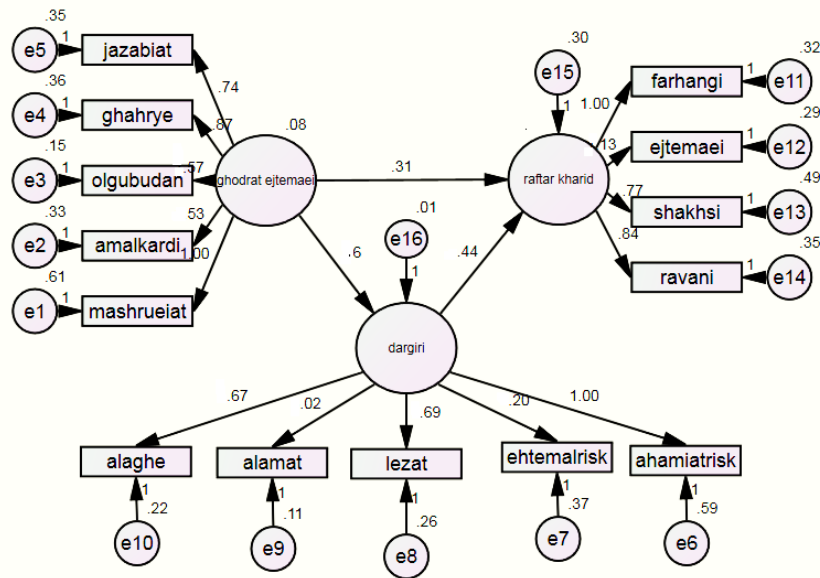 .35
e5
1
jazabiat
.36
e4
1
ghahrye
.15
e3
1
olgubudan
.33
e2
1
amalkardi
.61
e1
1
mashrueiat
.74
.87
.57
53
1.00
ghodrat ejtemaei
.08
.31
.6
.30
e15
1
raftar kharid
.01
e16
1
.44
1.00
.77
.84
farhangi
1
e11
.32
ejtemaei
1
e12
.29
shakhsi
1
e13
.49
ravani
1
e14
.35
dargiri
.67
.02
.69
.20
1.00
alaghe
alamat
lezat
ehtemalrisk
ahamiatrisk
1
.22
e10
1
.11
e9
1
.26
e8
1
.37
e7
1
.59
e6